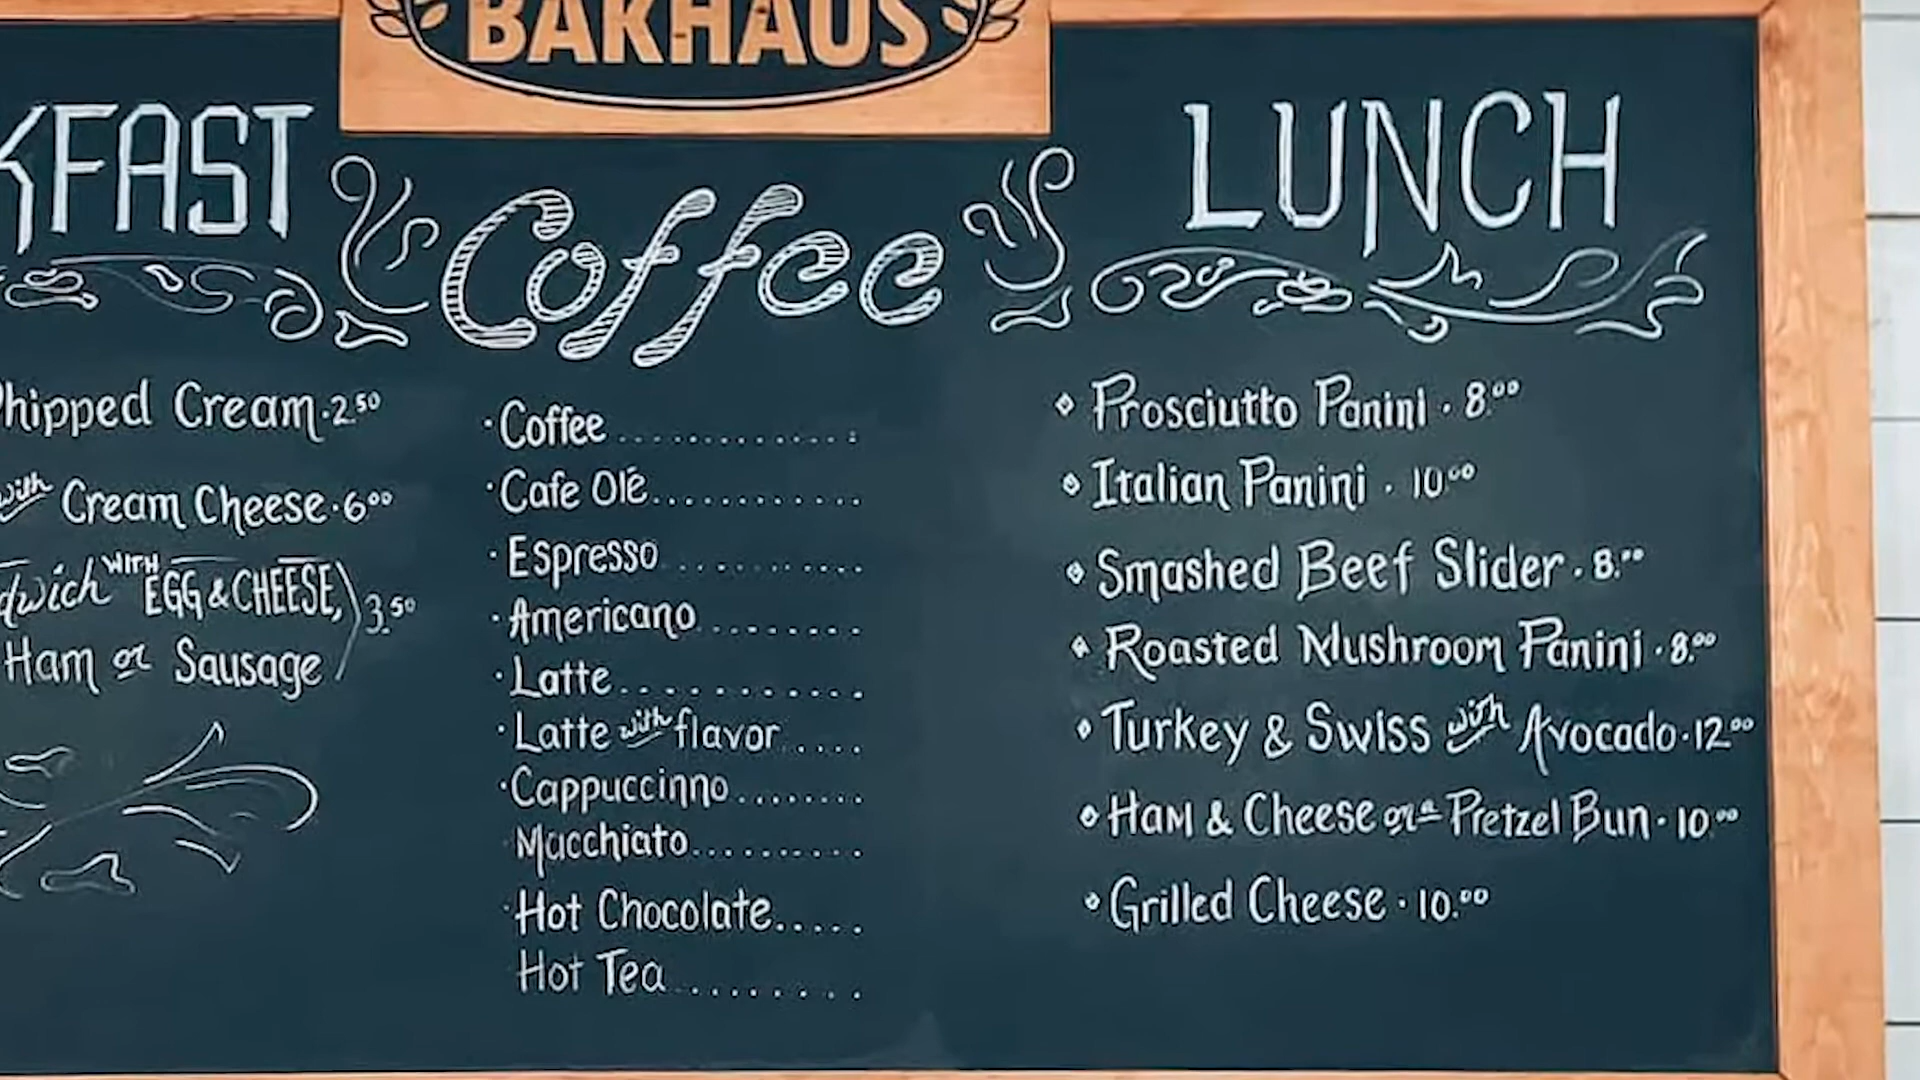 BAKHAUS
KFAST
hipped Cream · 2.50
with Cream Cheese · 6.00
dwich WITH EGG & CHEESE,
Ham or Sausage
3.50
Coffee
· Coffee ..............
· Cafe Olé ............
· Espresso ...........
· Americano ........
· Latte ............
· Latte with flavor ....
· Cappuccinno ........
Macchiato ..........
· Hot Chocolate .....
Hot Tea .........
LUNCH
Prosciutto Panini · 8.00
Italian Panini · 10.00
Smashed Beef Slider · 8.00
Roasted Mushroom Panini · 8.00
Turkey & Swiss with Avocado · 12.00
Ham & Cheese on a Pretzel Bun · 10.00
Grilled Cheese · 10.00